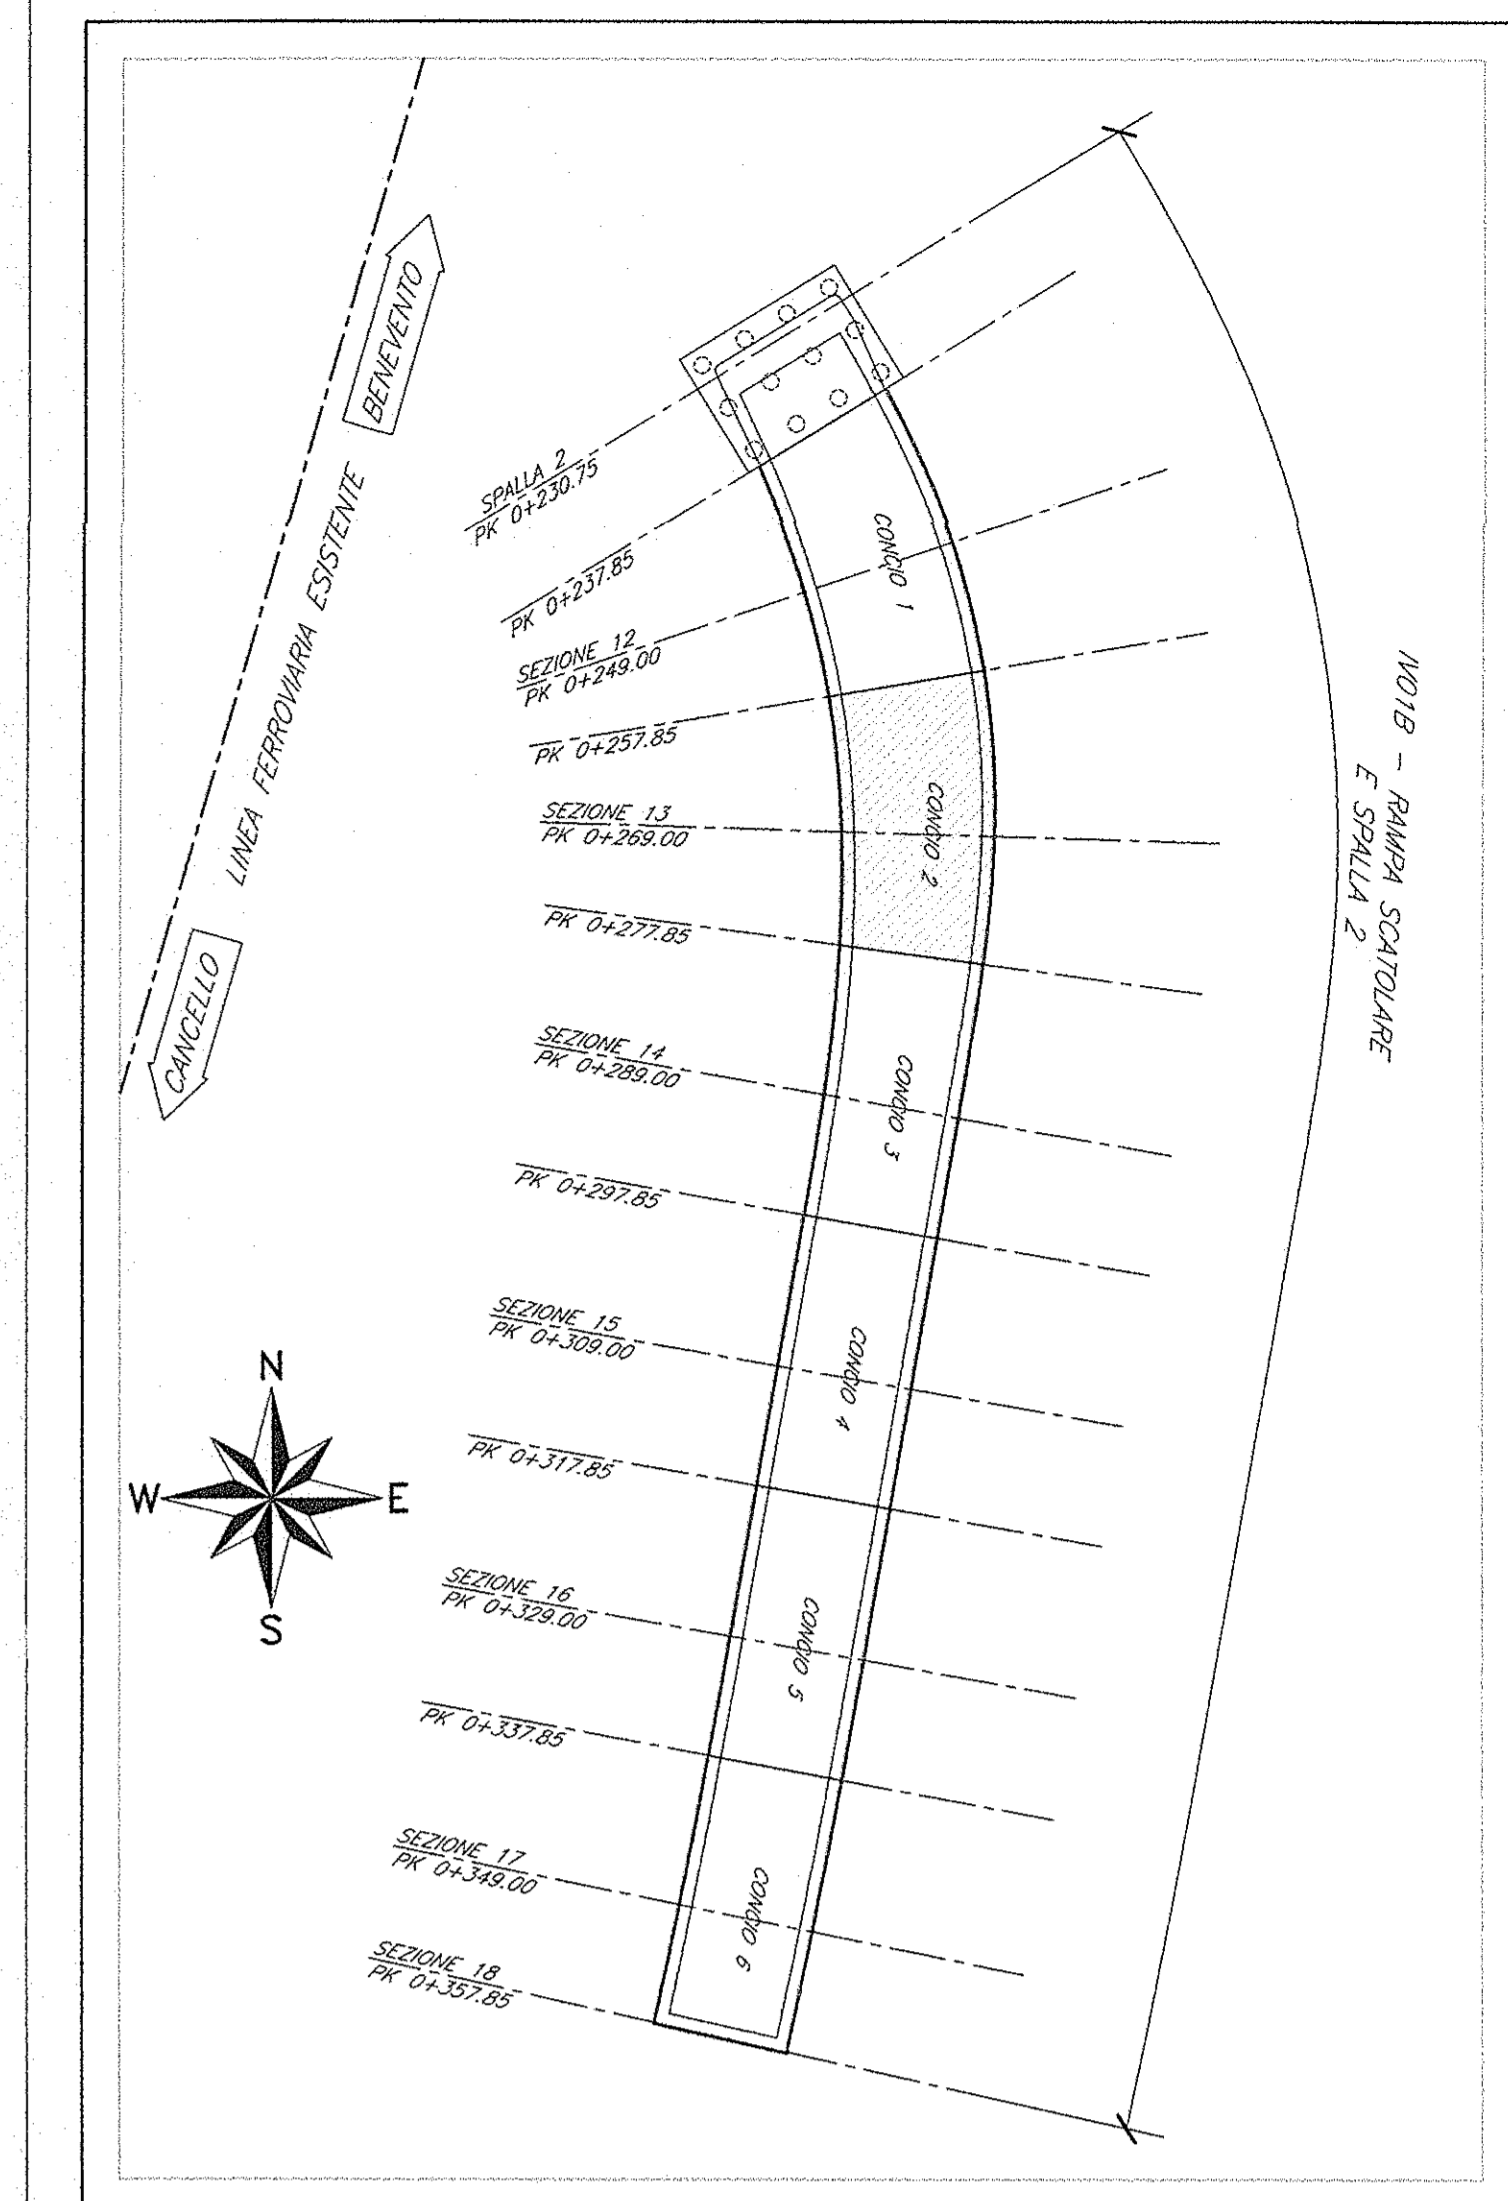 BENEVENTO
LINEA FERROVIARIA ESISTENTE
CANCELLO
SPALLA 2
PK 0+230.75
PK 0+237.85
SEZIONE 12
PK 0+249.00
PK 0+257.85
SEZIONE 13
PK 0+269.00
PK 0+277.85
SEZIONE 14
PK 0+289.00
PK 0+297.85
SEZIONE 15
PK 0+309.00
PK 0+317.85
SEZIONE 16
PK 0+329.00
PK 0+337.85
SEZIONE 17
PK 0+349.00
SEZIONE 18
PK 0+357.85
CONCIO 1
CONCIO 2
CONCIO 3
CONCIO 4
CONCIO 5
CONCIO 6
IV01B - RAMPA SCATOLARE
E SPALLA 2
N
W
E
S